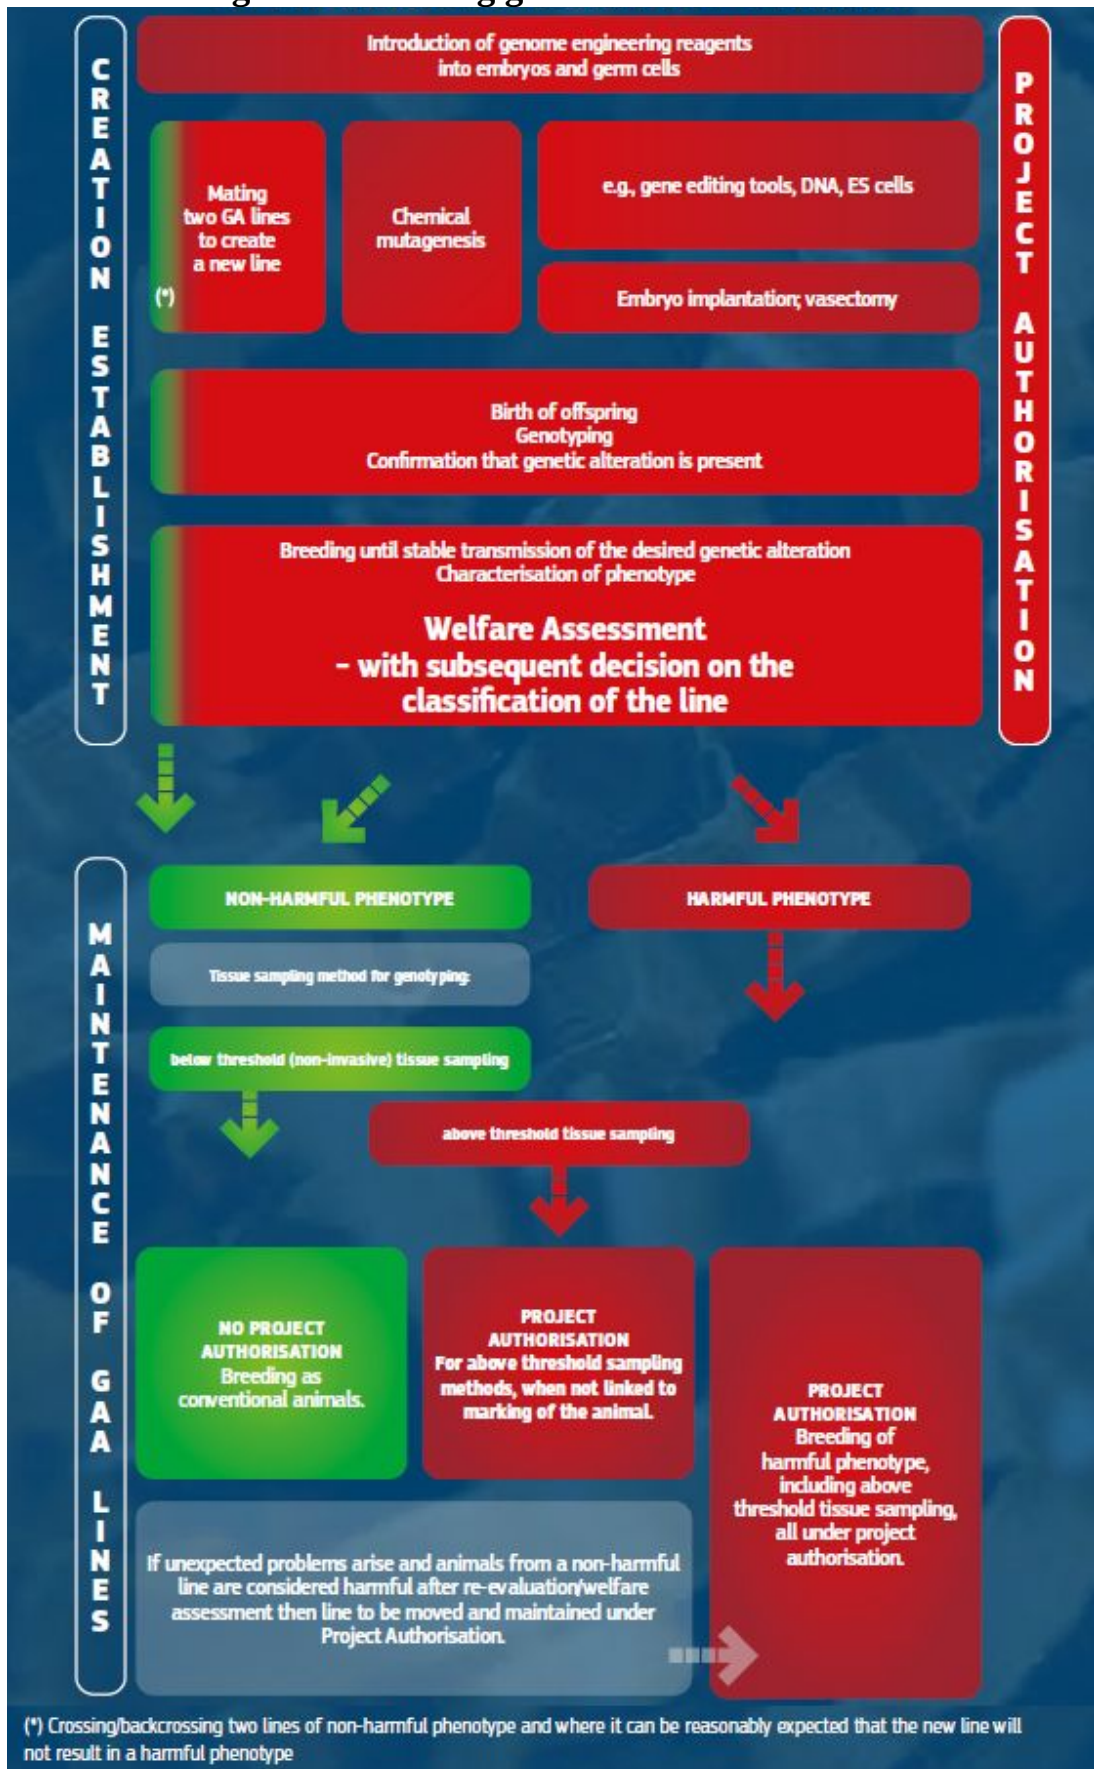 CREATION ESTABLISHMENT
PROJECT AUTHORISATION
Introduction of genome engineering reagents
into embryos and germ cells
Mating
two GA lines
to create
a new line
(*)
Chemical
mutagenesis
e.g., gene editing tools, DNA, ES cells
Embryo implantation; vasectomy
Birth of offspring
Genotyping
Confirmation that genetic alteration is present
Breeding until stable transmission of the desired genetic alteration
Characterisation of phenotype
Welfare Assessment
- with subsequent decision on the
classification of the line
MAINTENANCE OF GAA LINES
NON-HARMFUL PHENOTYPE
HARMFUL PHENOTYPE
Tissue sampling method for genotyping:
below threshold (non-invasive) tissue sampling
above threshold tissue sampling
NO PROJECT
AUTHORISATION
Breeding as
conventional animals.
PROJECT
AUTHORISATION
For above threshold sampling
methods, when not linked to
marking of the animal.
PROJECT
AUTHORISATION
Breeding of
harmful phenotype,
including above
threshold tissue sampling,
all under project
authorisation.
If unexpected problems arise and animals from a non-harmful
line are considered harmful after re-evaluation/welfare
assessment then line to be moved and maintained under
Project Authorisation.
(*) Crossing/backcrossing two lines of non-harmful phenotype and where it can be reasonably expected that the new line will
not result in a harmful phenotype